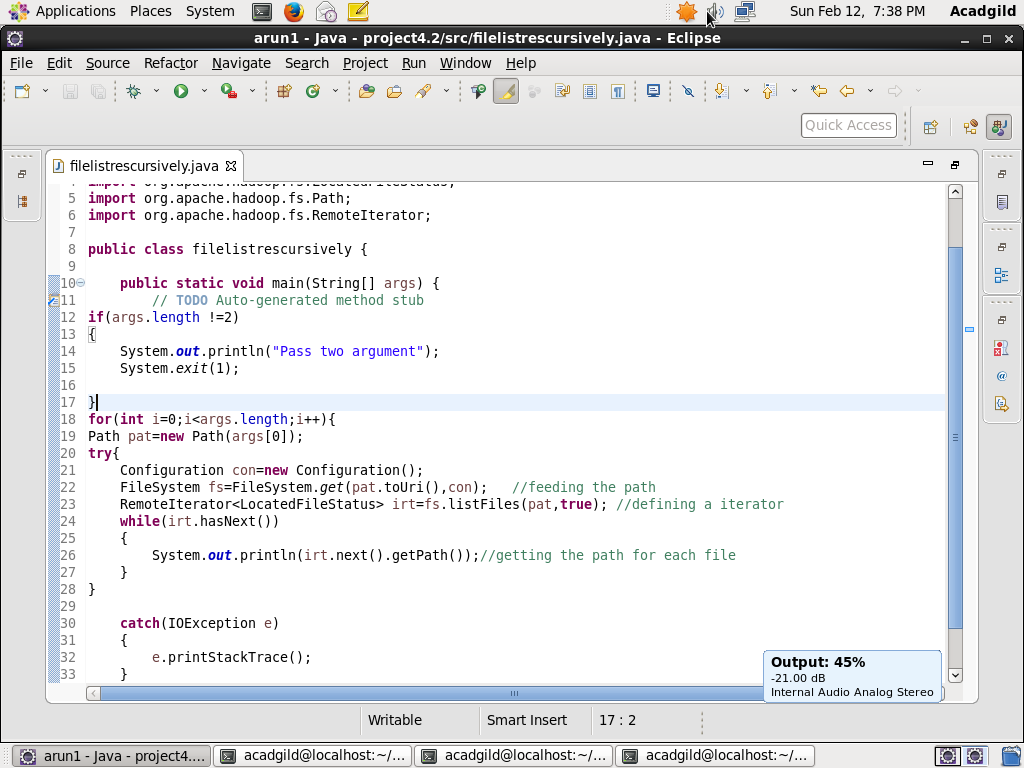 Applications Places System Sun Feb 12, 7:38 PM Acadgild
arun1 - Java - project4.2/src/filelistrescursively.java - Eclipse
File Edit Source Refactor Navigate Search Project Run Window Help
Quick Access
filelistrescursively.java
4 import org.apache.hadoop.fs.LocatedFileStatus;
5 import org.apache.hadoop.fs.Path;
6 import org.apache.hadoop.fs.RemoteIterator;
7
8 public class filelistrescursively {
9
10 public static void main(String[] args) {
11 // TODO Auto-generated method stub
12 if(args.length !=2)
13 {
14 System.out.println("Pass two argument");
15 System.exit(1);
16
17 }
18 for(int i=0;i<args.length;i++){
19 Path pat=new Path(args[0]);
20 try{
21 Configuration con=new Configuration();
22 FileSystem fs=FileSystem.get(pat.toUri(),con); //feeding the path
23 RemoteIterator<LocatedFileStatus> irt=fs.listFiles(pat,true); //defining a iterator
24 while(irt.hasNext())
25 {
26 System.out.println(irt.next().getPath());//getting the path for each file
27 }
28 }
29
30 catch(IOException e)
31 {
32 e.printStackTrace();
33 }
Output: 45%
-21.00 dB
Internal Audio Analog Stereo
Writable Smart Insert 17 : 2
arun1 - Java - project4.... acadgild@localhost:~/... acadgild@localhost:~/... acadgild@localhost:~/...